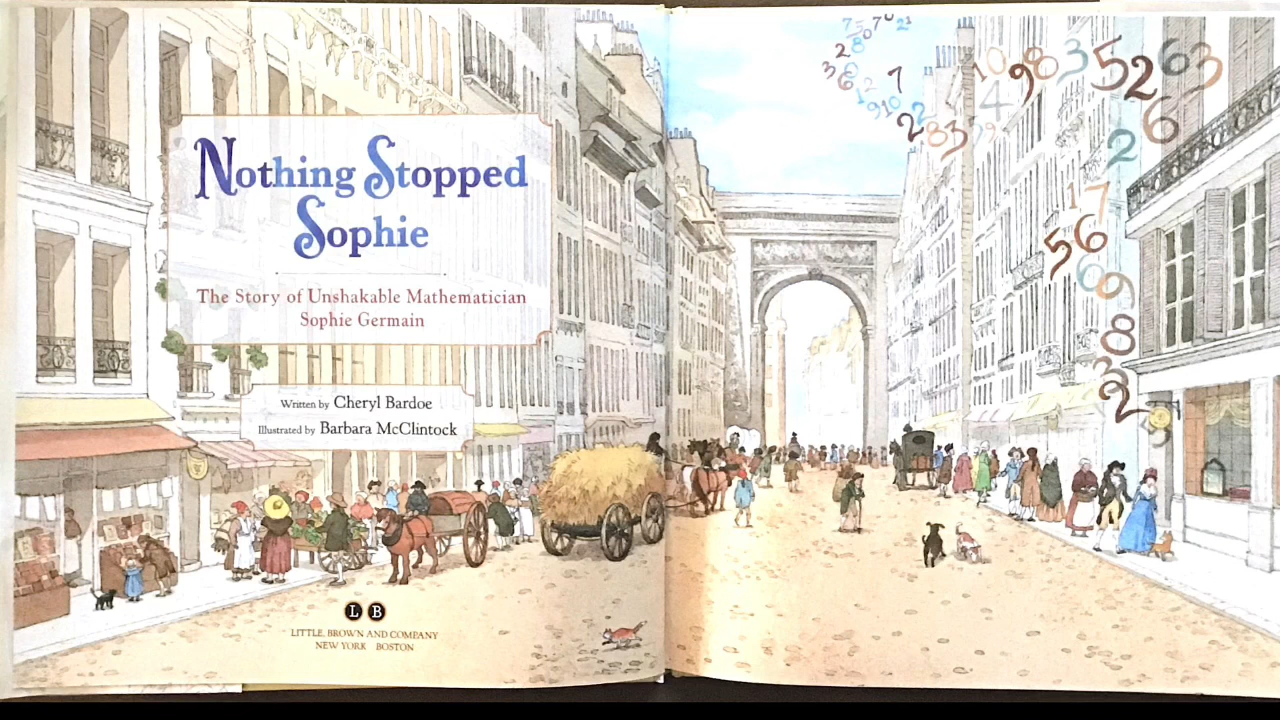 Nothing Stopped
Sophie
The Story of Unshakable Mathematician
Sophie Germain
Written by Cheryl Bardoe
Illustrated by Barbara McClintock
L B
LITTLE, BROWN AND COMPANY
NEW YORK BOSTON